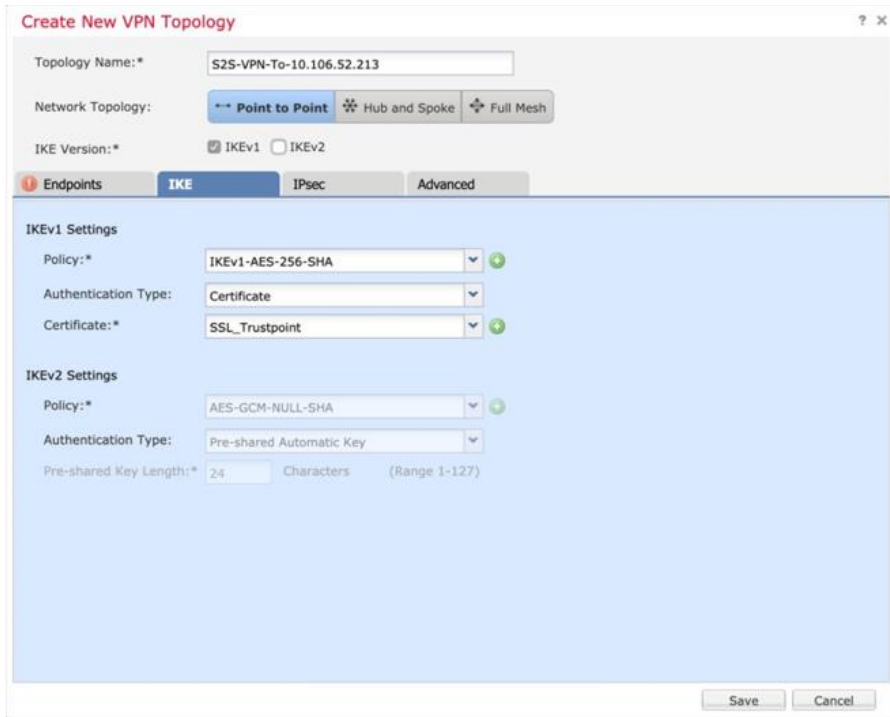 Create New VPN Topology ? ×
Topology Name:* S2S-VPN-To-10.106.52.213
Network Topology: Point to Point Hub and Spoke Full Mesh
IKE Version:* IKEv1 IKEv2
Endpoints IKE IPsec Advanced
IKEv1 Settings
Policy:* IKEv1-AES-256-SHA
Authentication Type: Certificate
Certificate:* SSL_Trustpoint
IKEv2 Settings
Policy:* AES-GCM-NULL-SHA
Authentication Type: Pre-shared Automatic Key
Pre-shared Key Length:* 24 Characters (Range 1-127)
Save Cancel